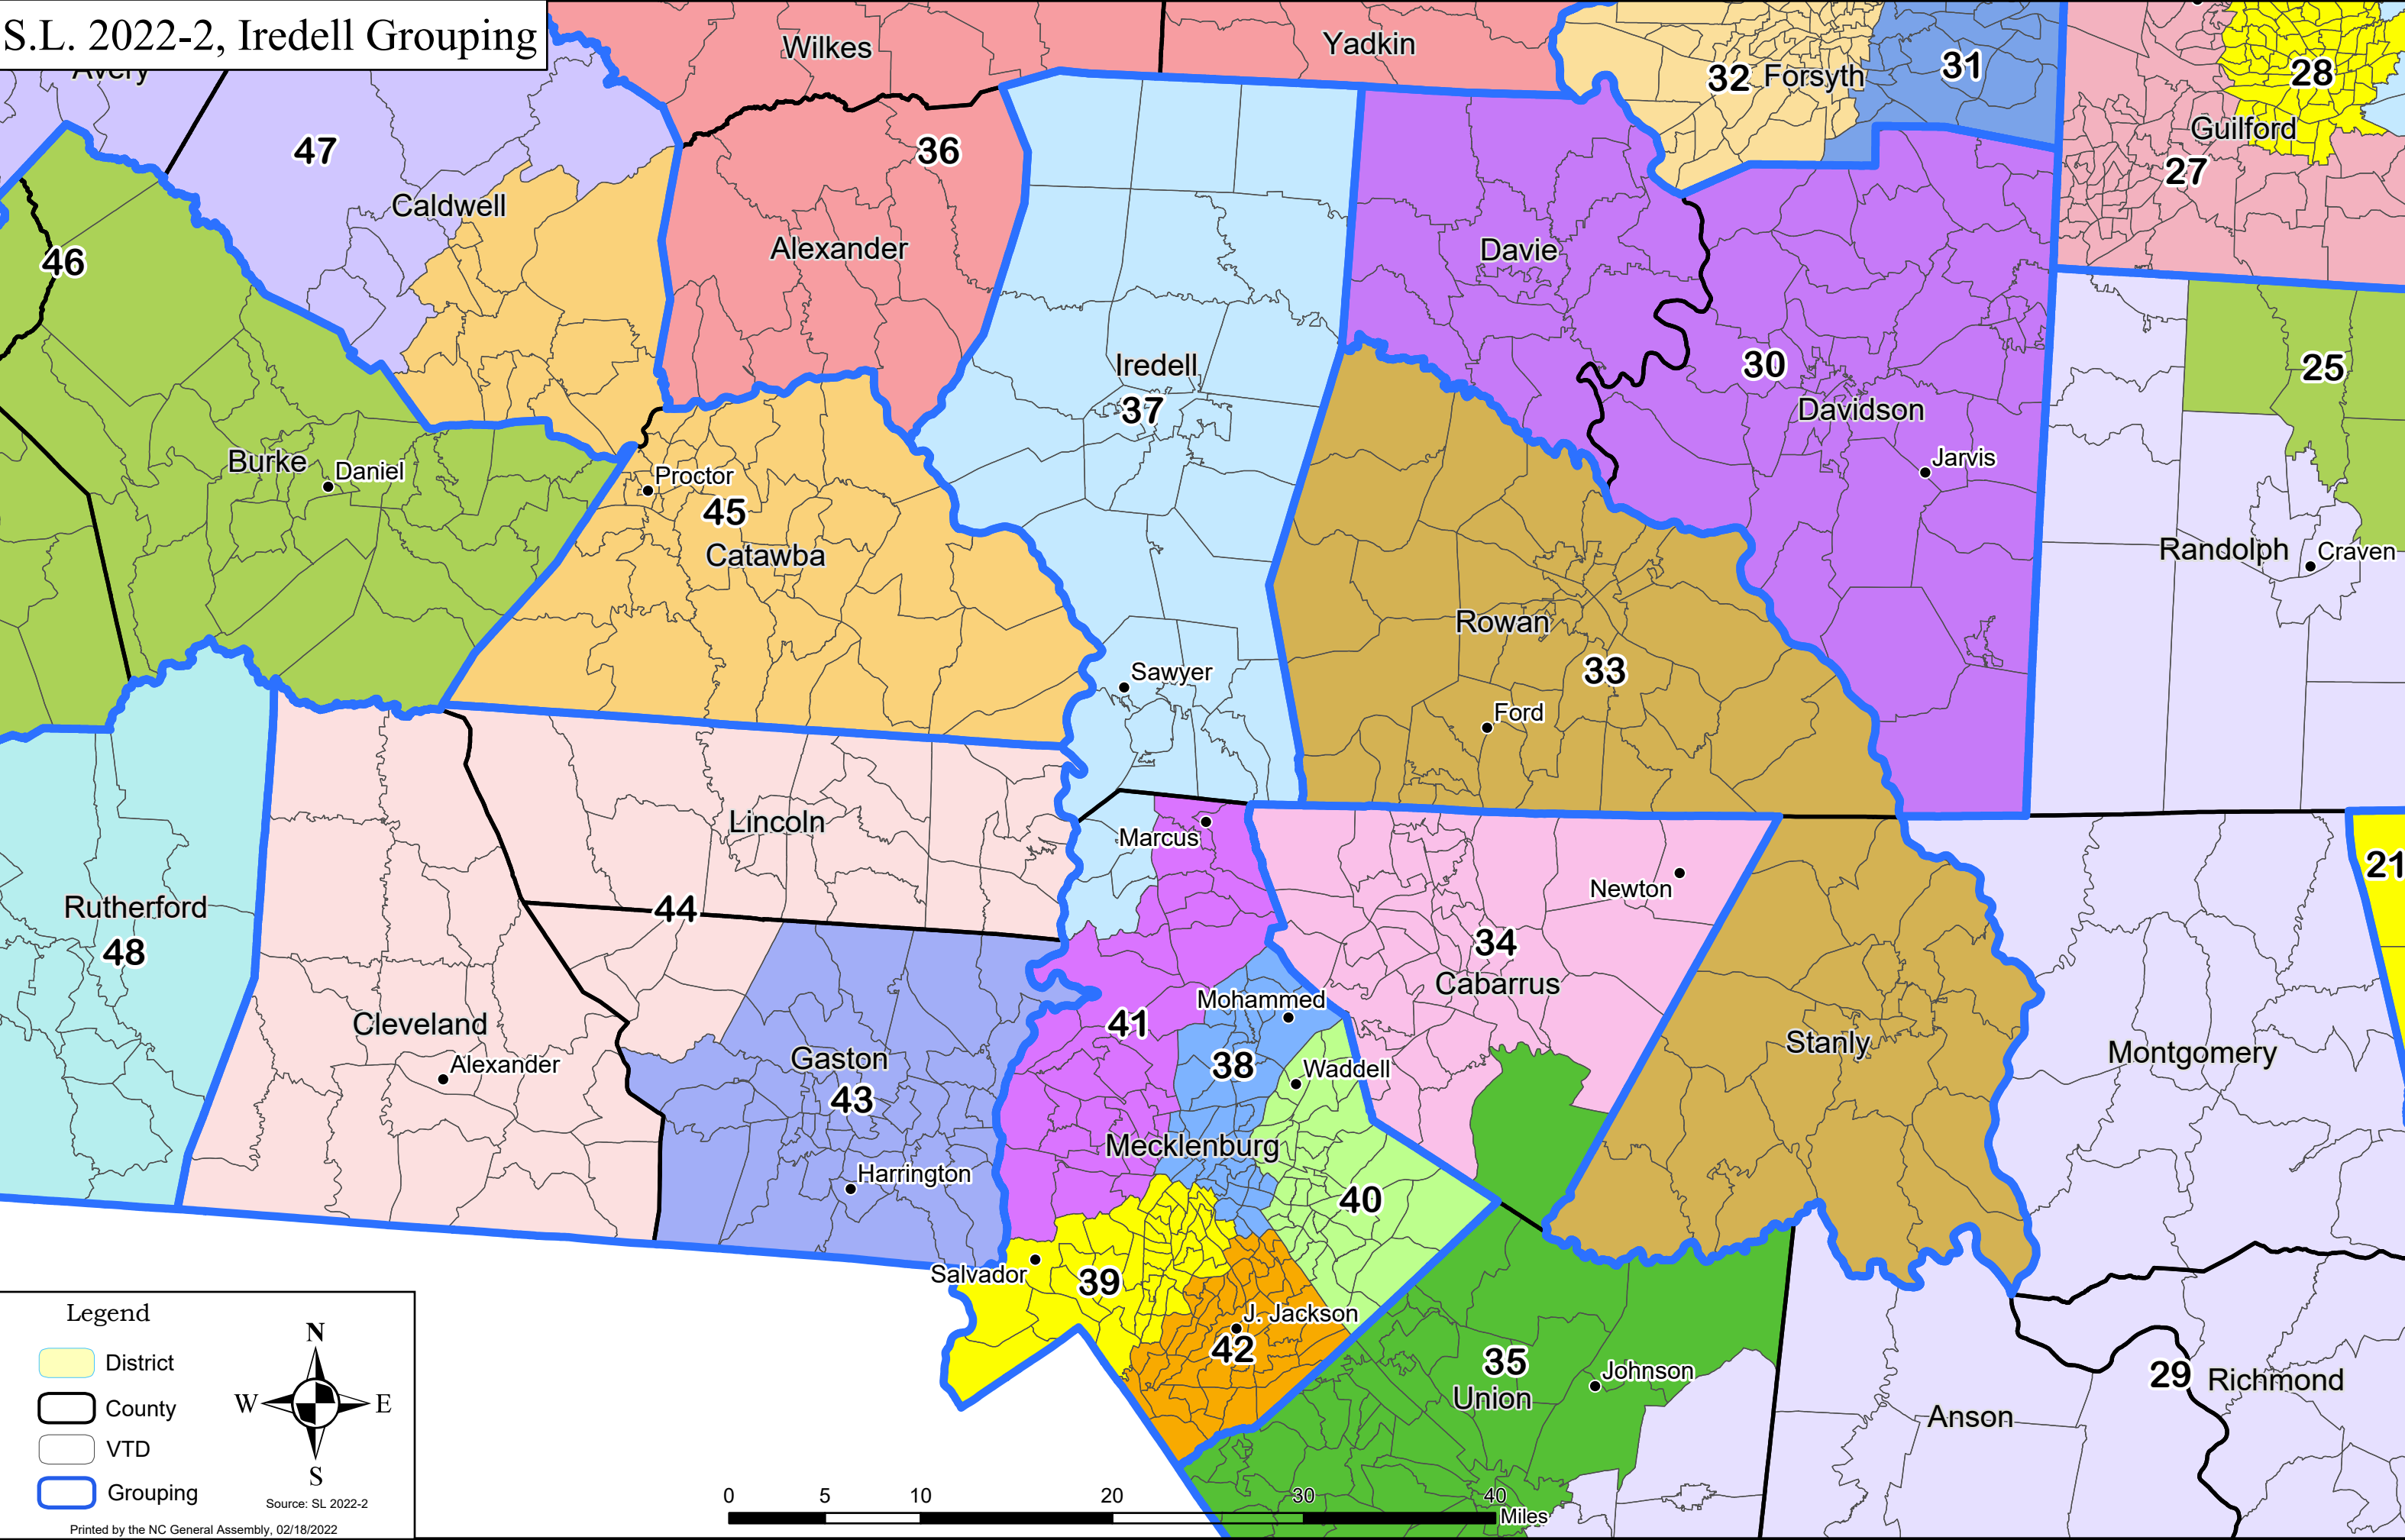 S.L. 2022-2, Iredell Grouping
Avery
Wilkes
Yadkin
32 Forsyth
31
28
Guilford
27
47
36
Caldwell
Alexander
46
Davie
30
Davidson
25
Iredell
37
Burke
Daniel
Proctor
45
Catawba
Jarvis
Randolph
Craven
Rowan
33
Sawyer
Ford
Lincoln
Marcus
Newton
21
44
Rutherford
48
34
Cabarrus
Mohammed
41
38
Waddell
Cleveland
Alexander
Gaston
43
Stanly
Montgomery
Mecklenburg
Harrington
40
Salvador
39
J. Jackson
42
35
Union
Johnson
29
Richmond
Anson
Legend
District
County
VTD
Grouping
N
W
E
S
Source: SL 2022-2
Printed by the NC General Assembly, 02/18/2022
0 5 10 20 30 40
Miles